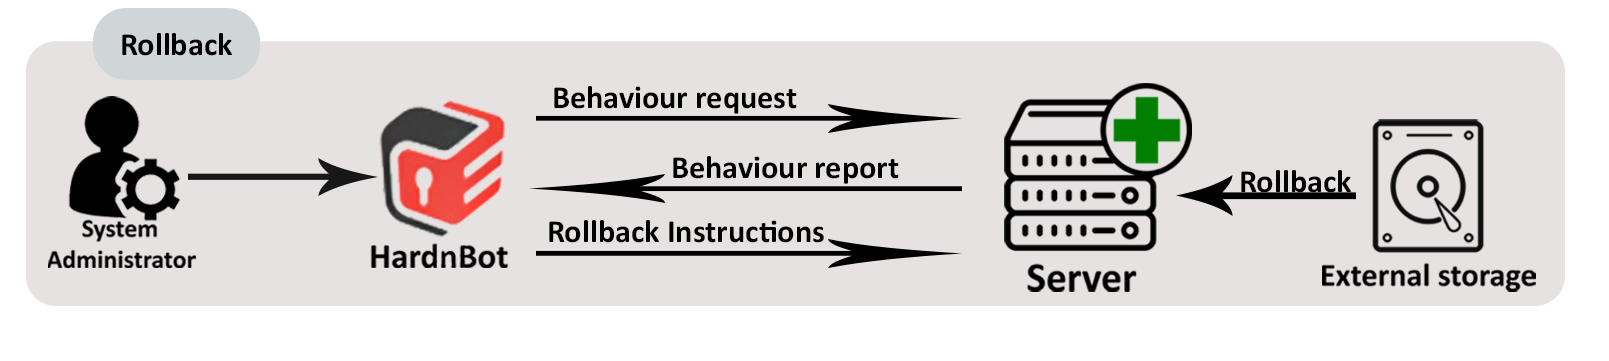 Rollback
Behaviour request
Behaviour report
Rollback
System
Administrator
Rollback Instructions
HardnBot
Server
External storage